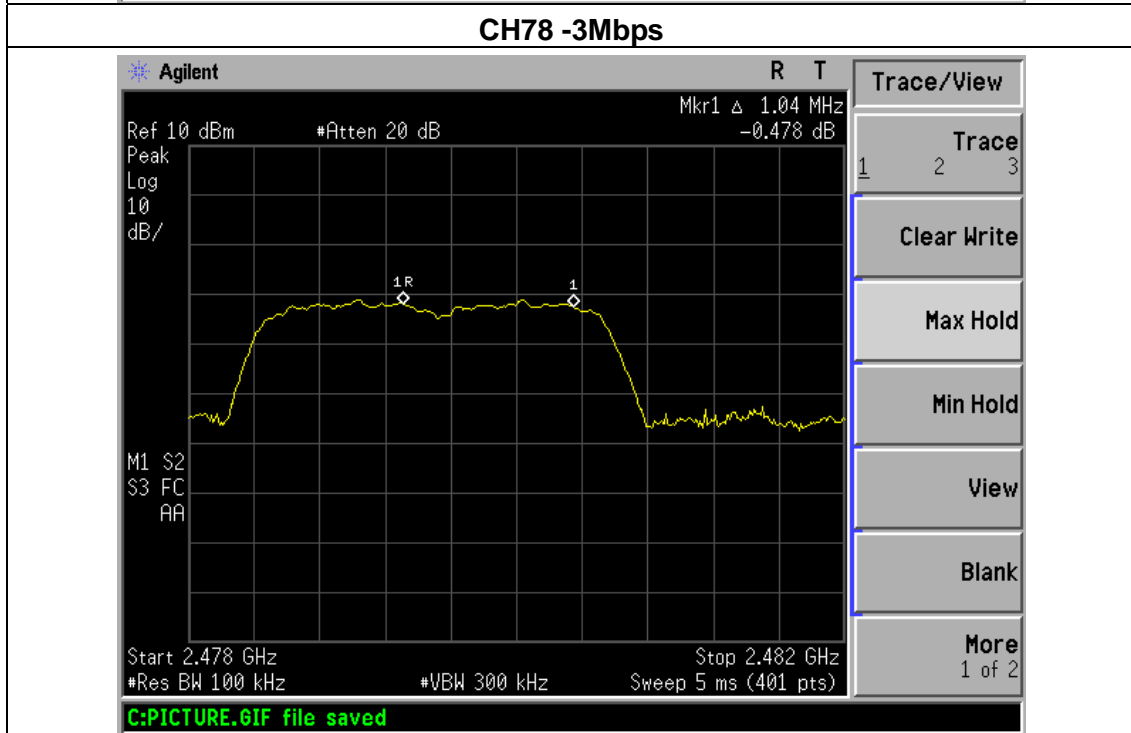 CH78 -3Mbps
Agilent R T
Mkr1 Δ 1.04 MHz
Ref 10 dBm #Atten 20 dB -0.478 dB
Peak
Log
10
dB/
1R
1
M1 S2
S3 FC
AA
Start 2.478 GHz Stop 2.482 GHz
#Res BW 100 kHz #VBW 300 kHz Sweep 5 ms (401 pts)
C:PICTURE.GIF file saved
Trace/View
Trace
1 2 3
Clear Write
Max Hold
Min Hold
View
Blank
More
1 of 2